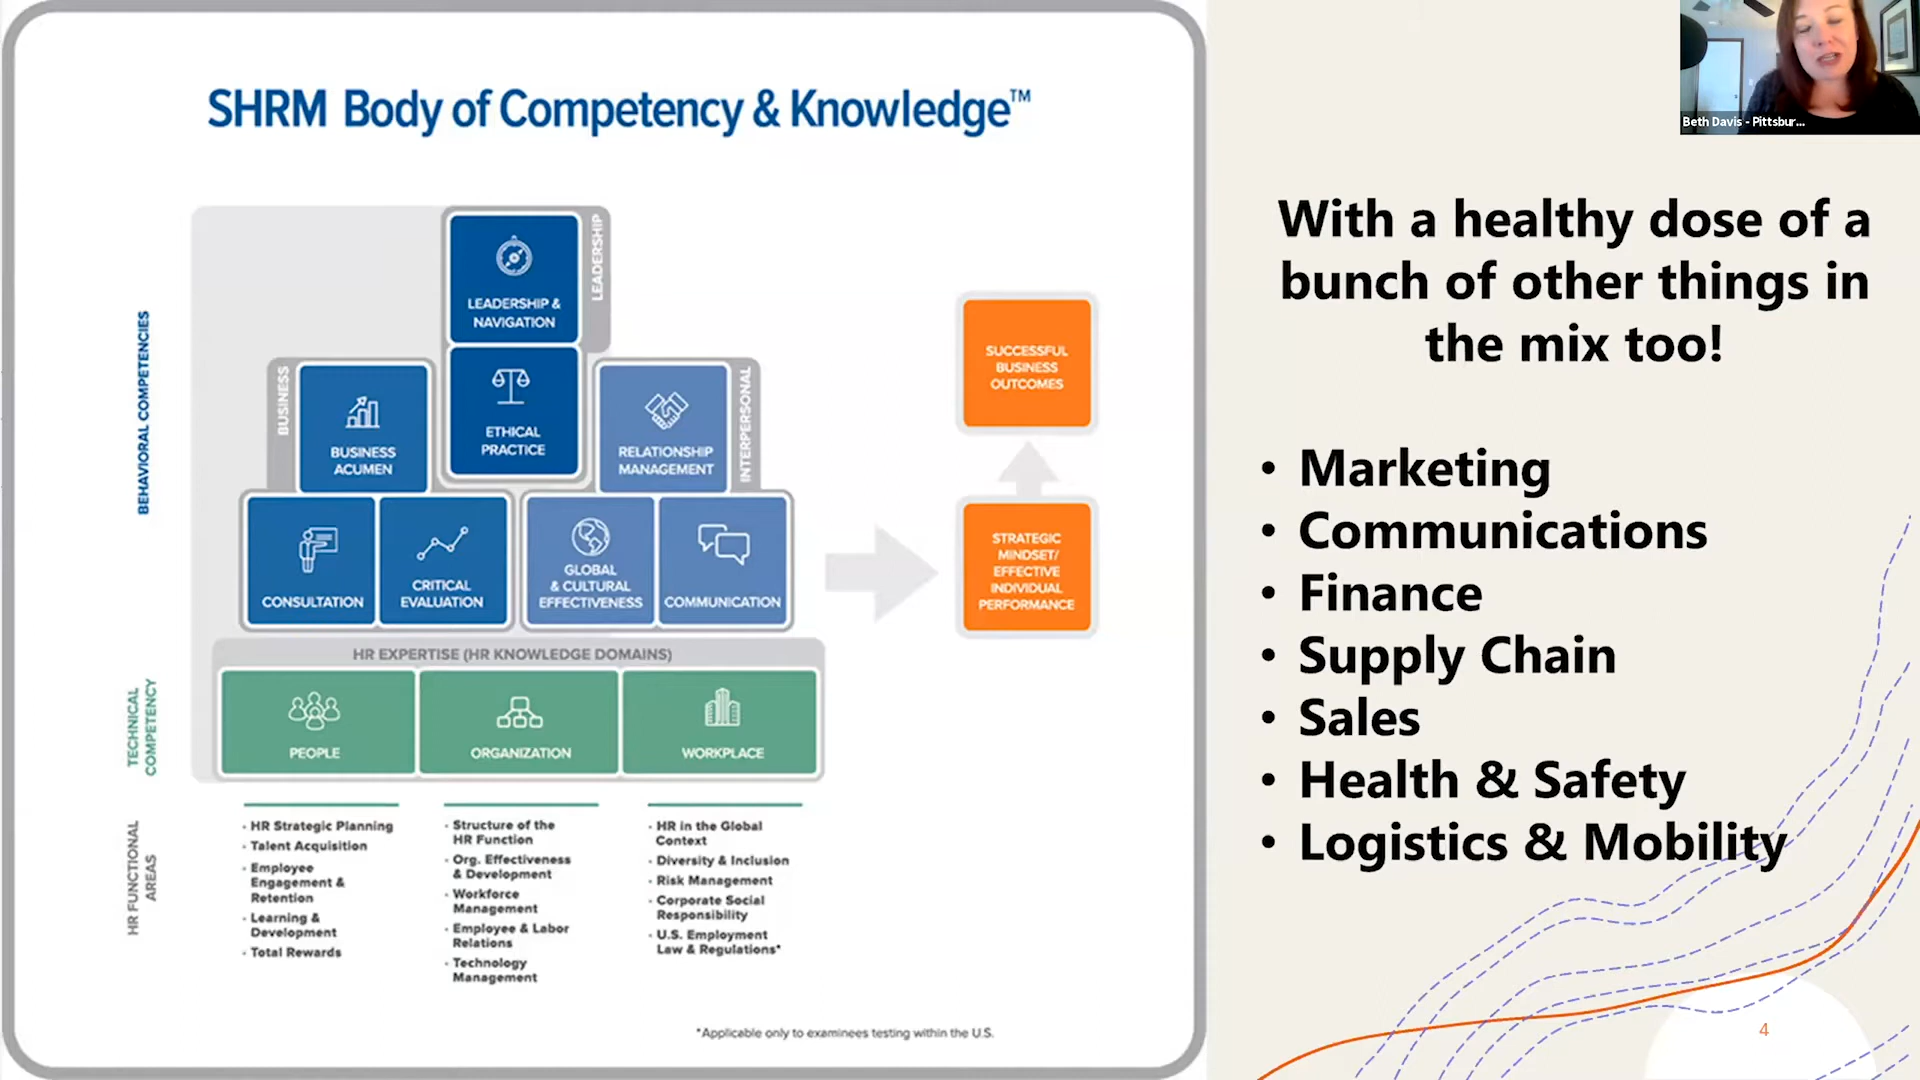 SHRM Body of Competency & Knowledge™
BEHAVIORAL COMPETENCIES
LEADERSHIP
LEADERSHIP &
NAVIGATION
BUSINESS
BUSINESS
ACUMEN
ETHICAL
PRACTICE
RELATIONSHIP
MANAGEMENT
INTERPERSONAL
CONSULTATION
CRITICAL
EVALUATION
GLOBAL
& CULTURAL
EFFECTIVENESS
COMMUNICATION
SUCCESSFUL
BUSINESS
OUTCOMES
STRATEGIC
MINDSET/
EFFECTIVE
INDIVIDUAL
PERFORMANCE
TECHNICAL
COMPETENCY
HR EXPERTISE (HR KNOWLEDGE DOMAINS)
PEOPLE
ORGANIZATION
WORKPLACE
HR FUNCTIONAL
AREAS
· HR Strategic Planning
· Talent Acquisition
· Employee
Engagement &
Retention
· Learning &
Development
· Total Rewards
· Structure of the
HR Function
· Org. Effectiveness
& Development
· Workforce
Management
· Employee & Labor
Relations
· Technology
Management
· HR in the Global
Context
· Diversity & Inclusion
· Risk Management
· Corporate Social
Responsibility
· U.S. Employment
Law & Regulations*
*Applicable only to examinees testing within the U.S.
Beth Davis - Pittsbur...
With a healthy dose of a
bunch of other things in
the mix too!
• Marketing
• Communications
• Finance
• Supply Chain
• Sales
• Health & Safety
• Logistics & Mobility
4